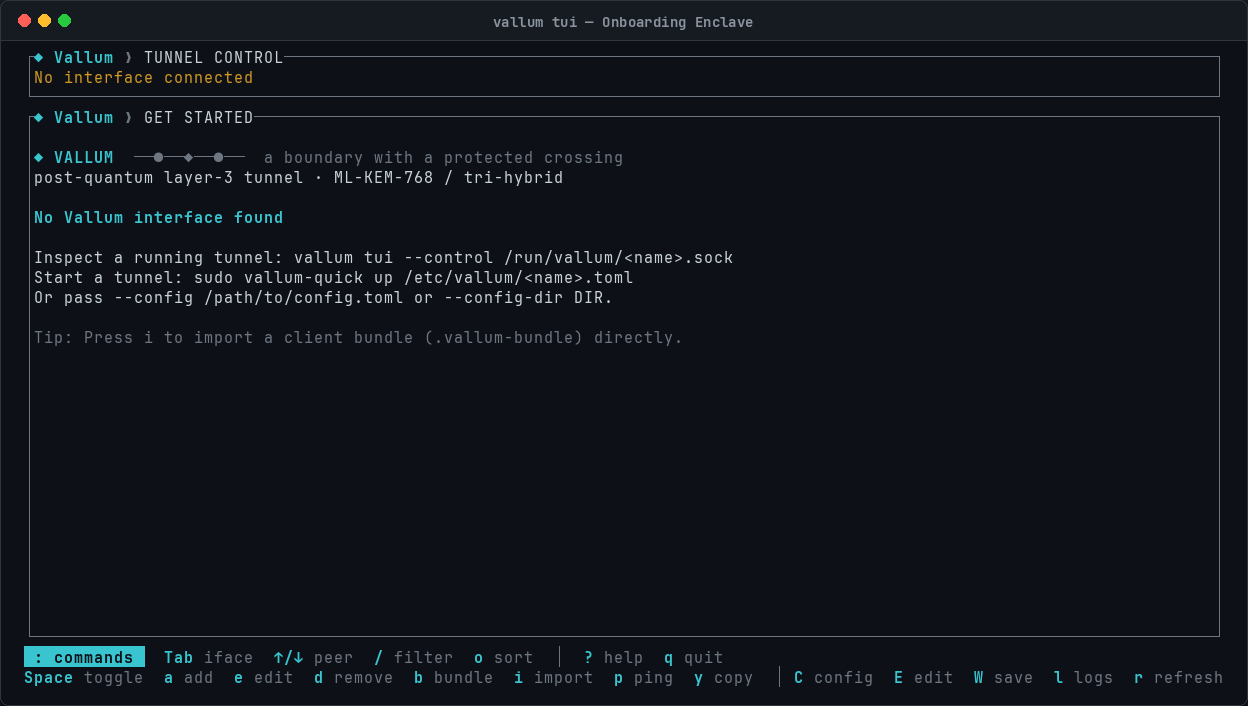 vallum tui — Onboarding Enclave
◆ Vallum ❯ TUNNEL CONTROL
No interface connected
◆ Vallum ❯ GET STARTED
◆ VALLUM ──●──◆──●── a boundary with a protected crossing
post-quantum layer-3 tunnel · ML-KEM-768 / tri-hybrid
No Vallum interface found
Inspect a running tunnel: vallum tui --control /run/vallum/<name>.sock
Start a tunnel: sudo vallum-quick up /etc/vallum/<name>.toml
Or pass --config /path/to/config.toml or --config-dir DIR.
Tip: Press i to import a client bundle (.vallum-bundle) directly.
: commands Tab iface ↑/↓ peer / filter o sort │ ? help q quit
Space toggle a add e edit d remove b bundle i import p ping y copy │ C config E edit W save l logs r refresh